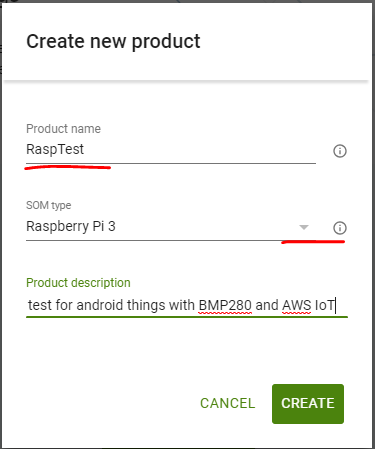 Create new product
Product name
RaspTest
SOM type
Raspberry Pi 3
Product description
test for android things with BMP280 and AWS IoT
CANCEL
CREATE